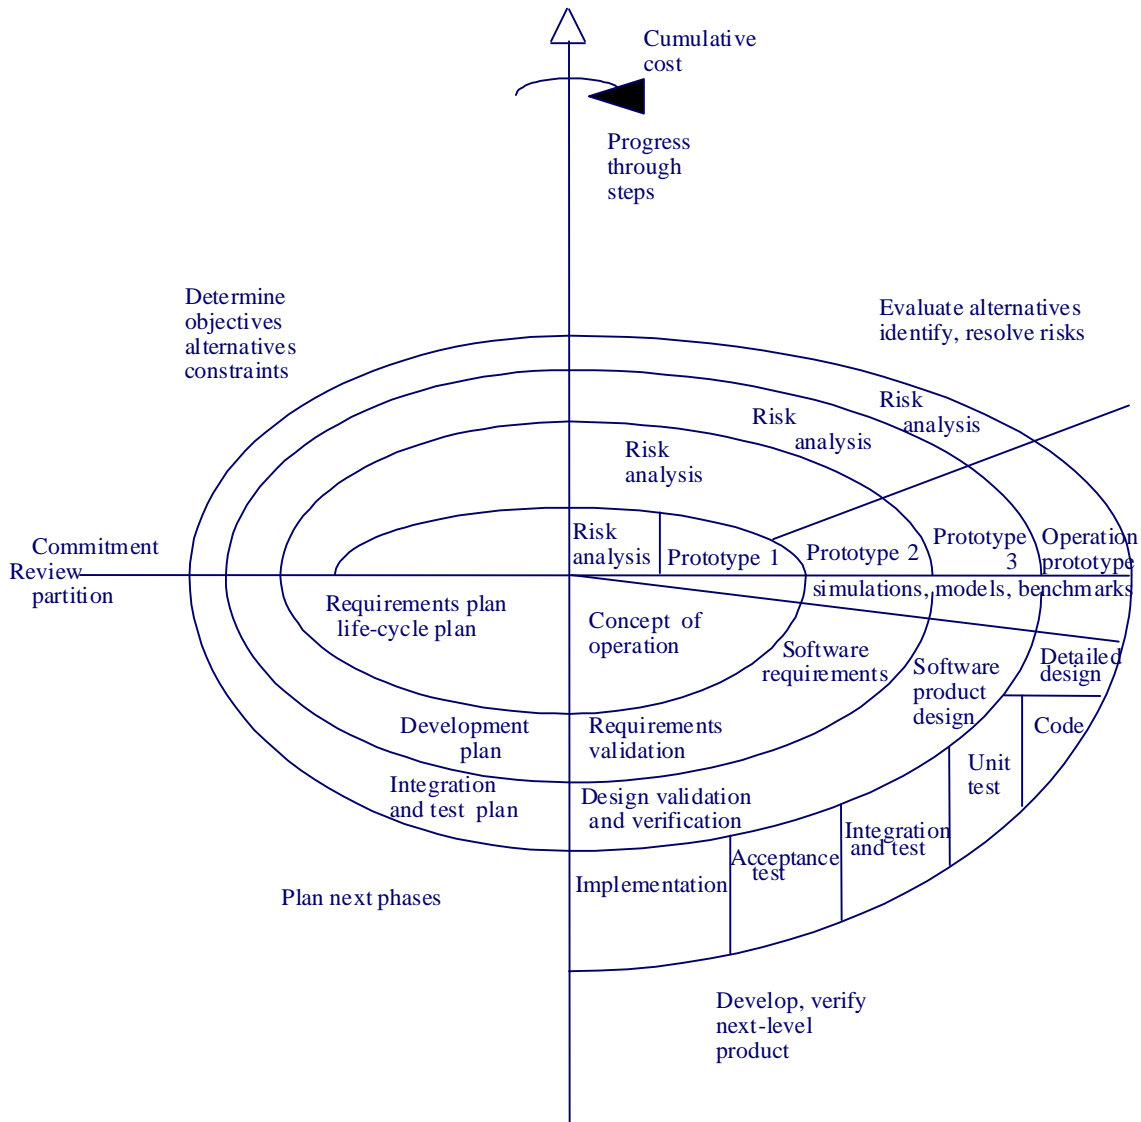 Cumulative
cost
Progress
through
steps
Determine
objectives
alternatives
constraints
Evaluate alternatives
identify, resolve risks
Risk
analysis
Risk
analysis
Risk
analysis
Risk
analysis
Prototype 1
Prototype 2
Prototype
3
Operation
prototype
Commitment
Review
partition
simulations, models, benchmarks
Requirements plan
life-cycle plan
Concept of
operation
Software
requirements
Software
product
design
Detailed
design
Development
plan
Requirements
validation
Code
Unit
test
Integration
and test plan
Design validation
and verification
Integration
and test
Acceptance
test
Implementation
Plan next phases
Develop, verify
next-level
product